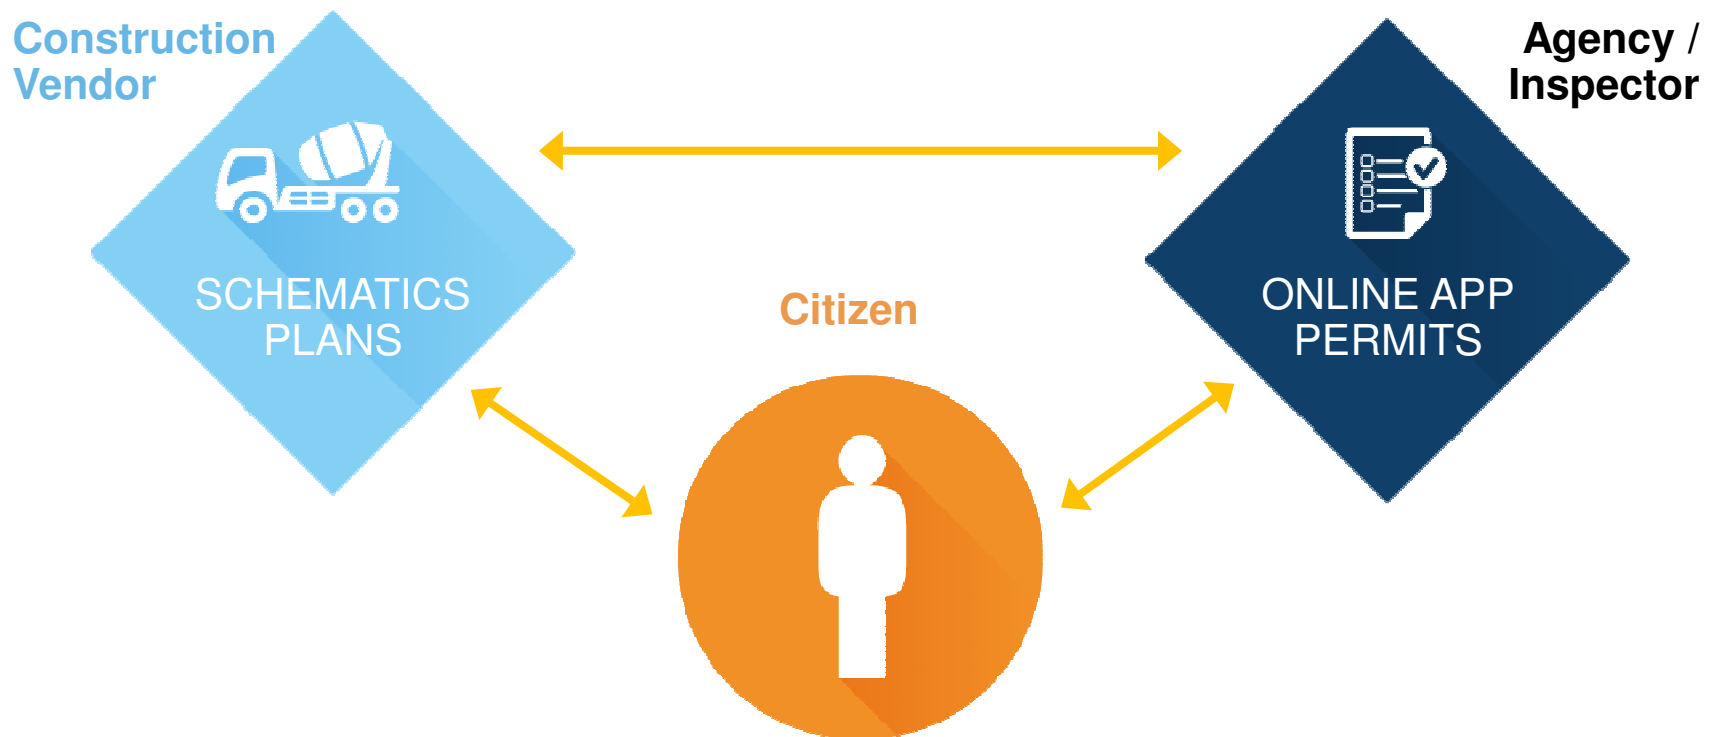 Construction
Vendor
Agency /
Inspector
SCHEMATICS
PLANS
Citizen
ONLINE APP
PERMITS